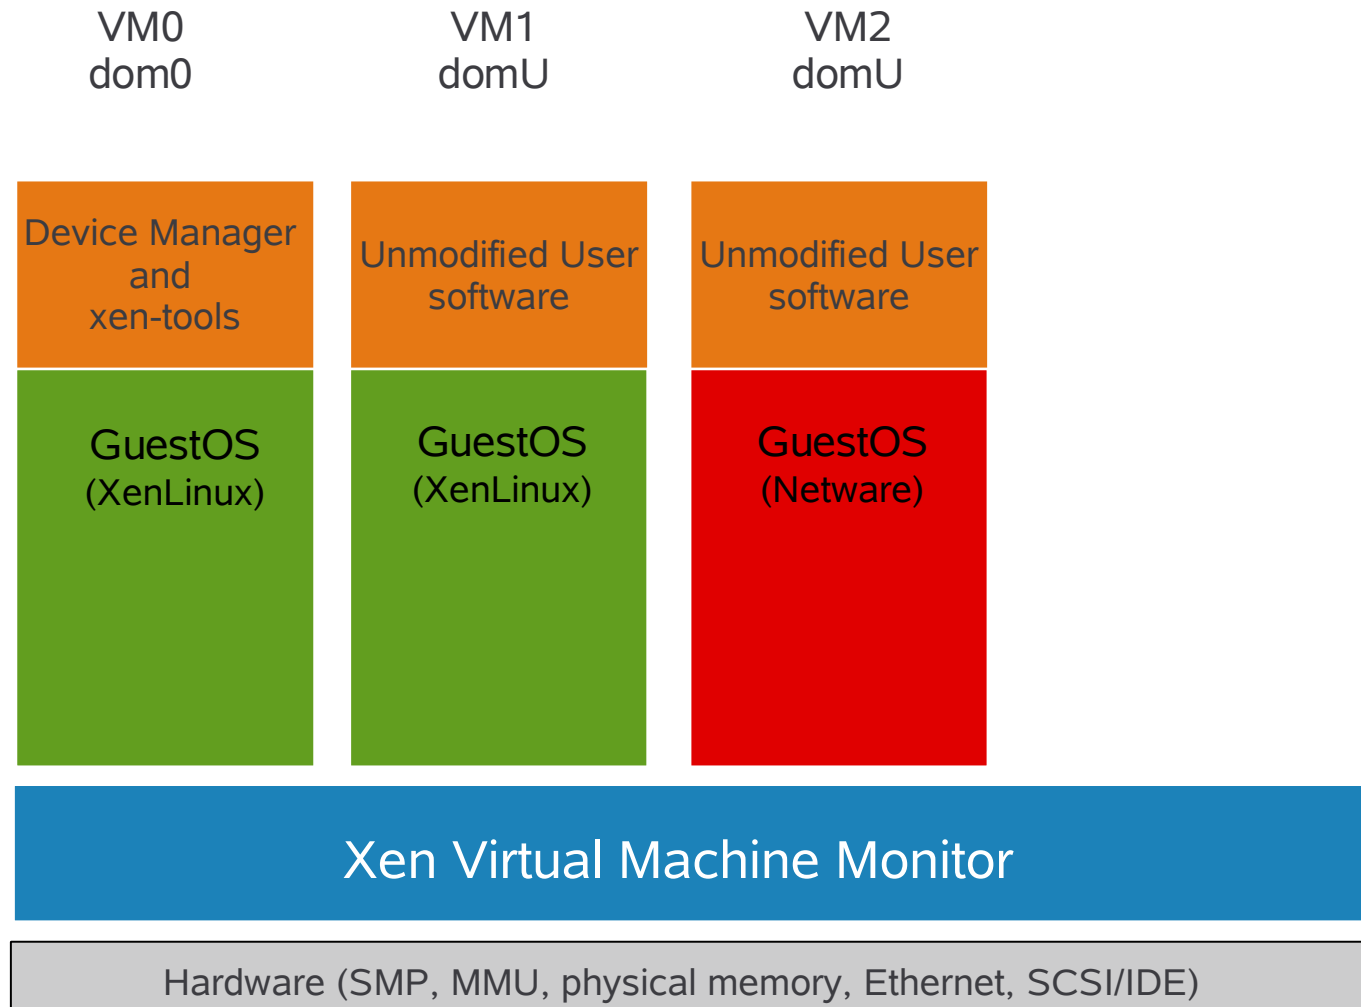 VM0
dom0
VM1
domU
VM2
domU
Device Manager
and
xen-tools
Unmodified User
software
Unmodified User
software
GuestOS
(XenLinux)
GuestOS
(XenLinux)
GuestOS
(Netware)
Xen Virtual Machine Monitor
Hardware (SMP, MMU, physical memory, Ethernet, SCSI/IDE)